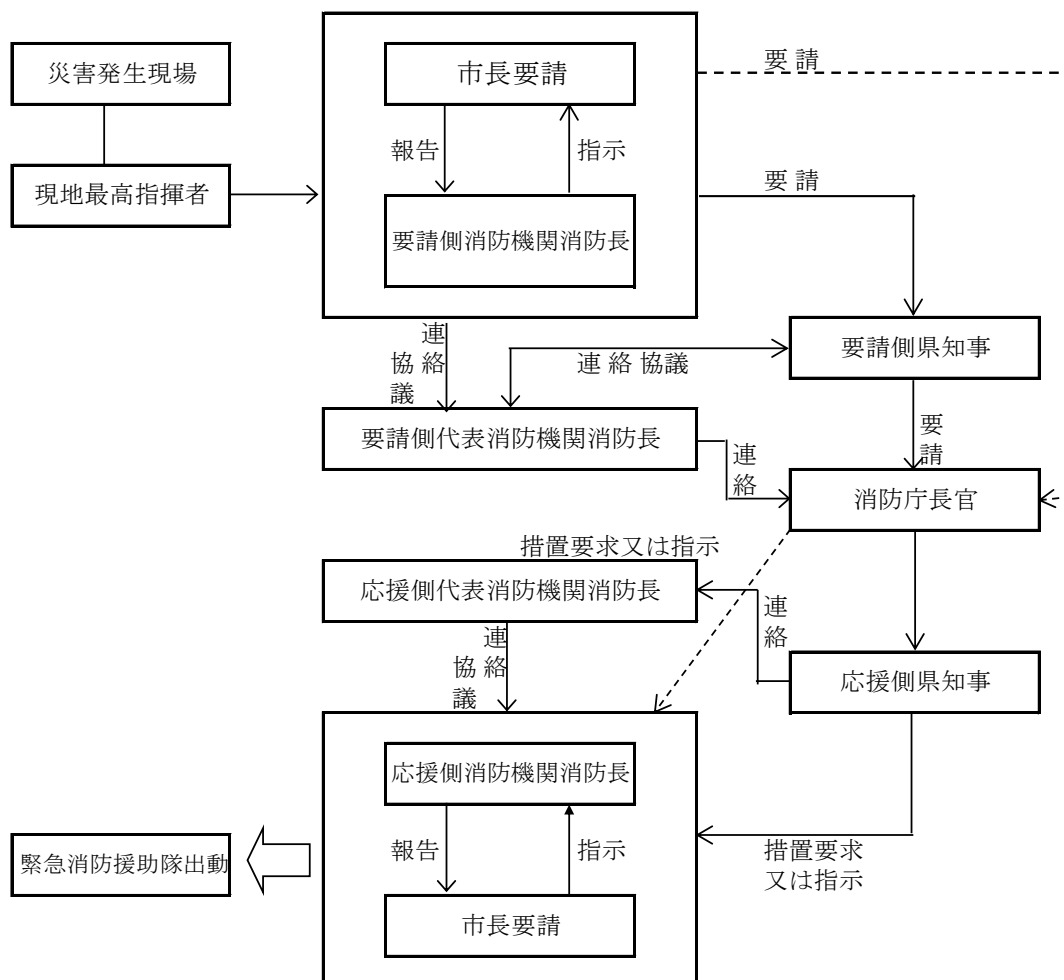 災害発生現場
市長要請
要 請
報告
指示
現地最高指揮者
要 請
要請側消防機関消防長
連
絡
協
議
連 絡 協議
要請側県知事
要請側代表消防機関消防長
連
絡
要
請
消防庁長官
措置要求又は指示
応援側代表消防機関消防長
連
絡
連
絡
協
議
応援側県知事
応援側消防機関消防長
報告
指示
措置要求
又は指示
緊急消防援助隊出動
市長要請